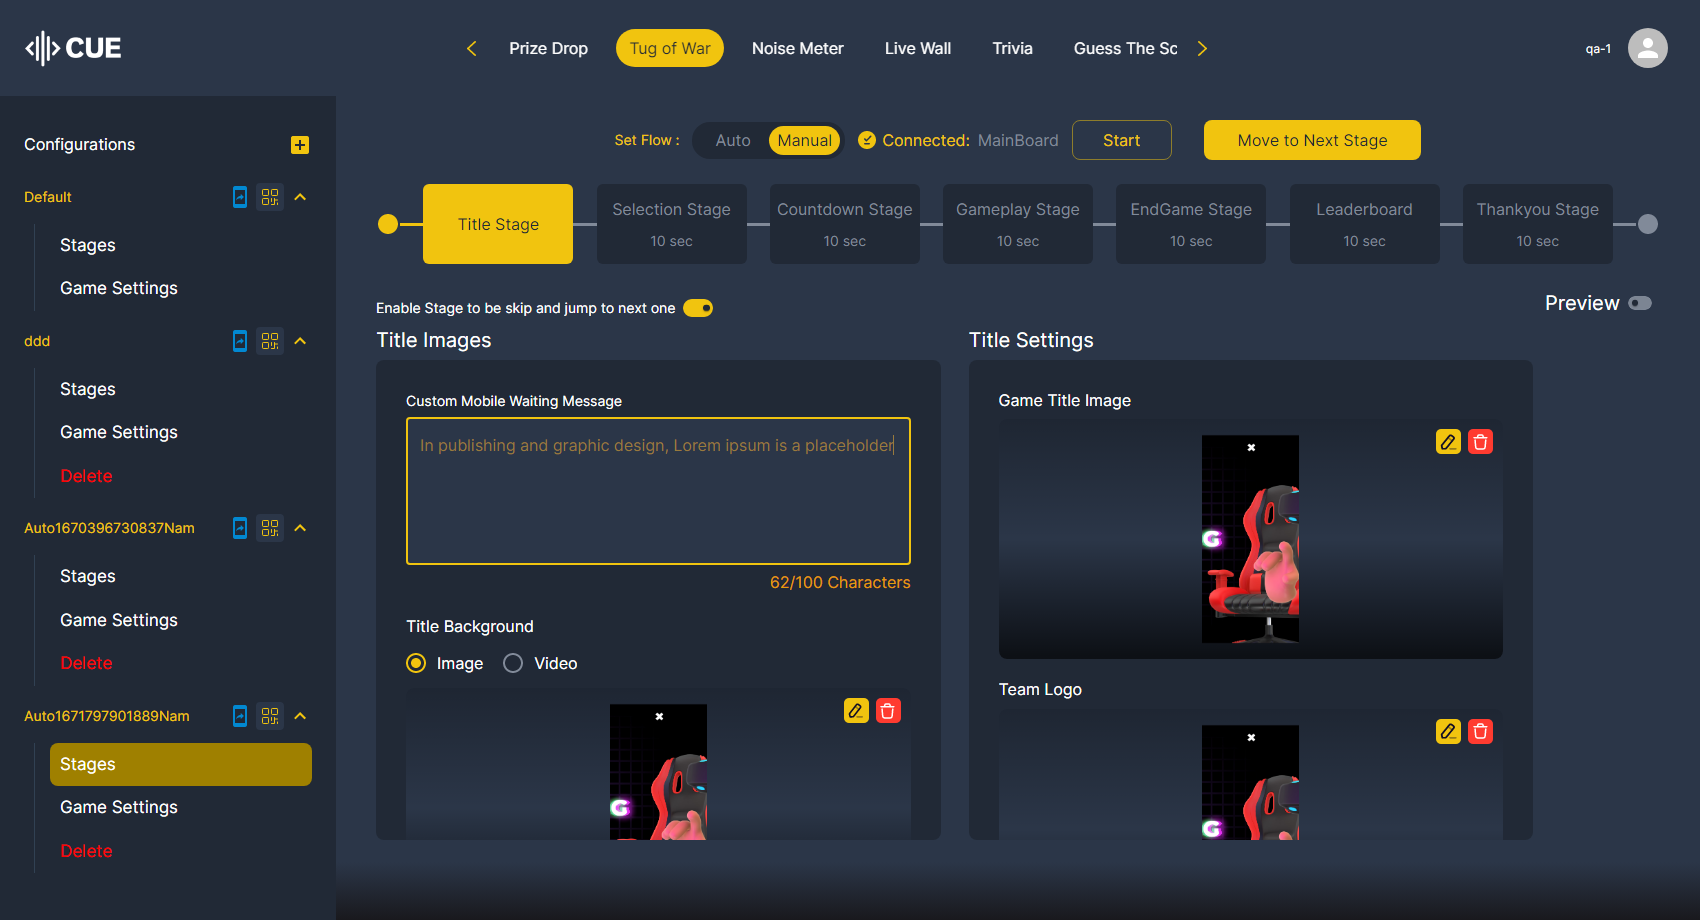 CUE
Prize Drop
Tug of War
Noise Meter
Live Wall
Trivia
Guess The Sc
qa-1
Configurations
Default
Stages
Game Settings
ddd
Stages
Game Settings
Delete
Auto1670396730837Nam
Stages
Game Settings
Delete
Auto1671797901889Nam
Stages
Game Settings
Delete
Set Flow :
Auto
Manual
Connected: MainBoard
Start
Move to Next Stage
Title Stage
Selection Stage
10 sec
Countdown Stage
10 sec
Gameplay Stage
10 sec
EndGame Stage
10 sec
Leaderboard
10 sec
Thankyou Stage
10 sec
Enable Stage to be skip and jump to next one
Preview
Title Images
Custom Mobile Waiting Message
In publishing and graphic design, Lorem ipsum is a placeholder
62/100 Characters
Title Background
Image
Video
G
Title Settings
Game Title Image
G
Team Logo
G